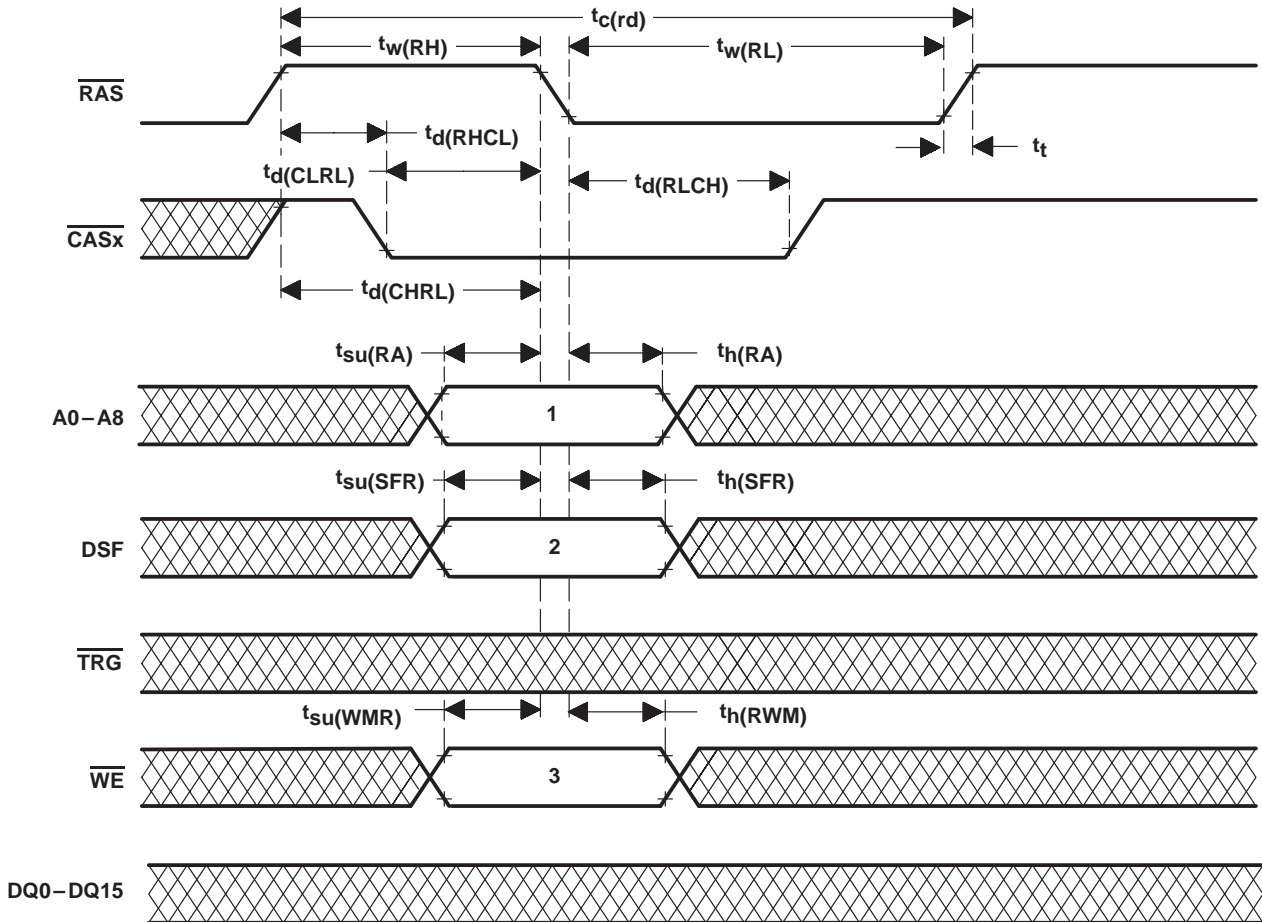 tc(rd)
tw(RH)
tw(RL)
RAS
td(RHCL)
tt
td(CLRL)
td(RLCH)
CASx
td(CHRL)
tsu(RA)
th(RA)
A0–A8
1
tsu(SFR)
th(SFR)
DSF
2
TRG
tsu(WMR)
th(RWM)
WE
3
DQ0–DQ15